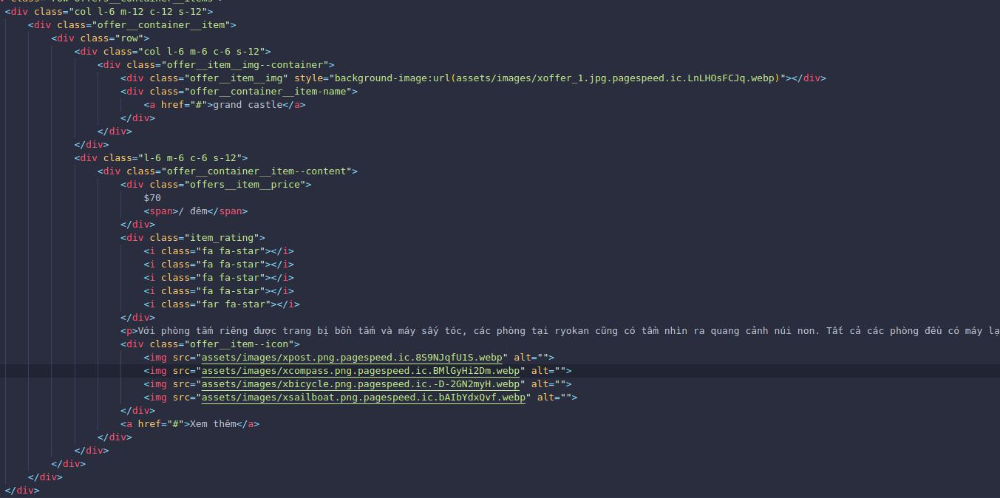 <div class="col l-6 m-12 c-12 s-12">
<div class="offer__container__item">
<div class="row">
<div class="col l-6 m-6 c-6 s-12">
<div class="offer__item__img--container">
<div class="offer__item__img" style="background-image:url(assets/images/xoffer_1.jpg.pagespeed.ic.LnLHOsFCJq.webp)"></div>
<div class="offer__container__item-name">
<a href="#">grand castle</a>
</div>
</div>
</div>
<div class="l-6 m-6 c-6 s-12">
<div class="offer__container__item--content">
<div class="offers__item__price">
$70
<span>/ đêm</span>
</div>
<div class="item_rating">
<i class="fa fa-star"></i>
<i class="fa fa-star"></i>
<i class="fa fa-star"></i>
<i class="fa fa-star"></i>
<i class="far fa-star"></i>
</div>
<p>Với phòng tắm riêng được trang bị bồn tắm và máy sấy tóc, các phòng tại ryokan cũng có tầm nhìn ra quang cảnh núi non. Tất cả các phòng đều có máy lạ
<div class="offer__item--icon">
<img src="assets/images/xpost.png.pagespeed.ic.8S9NJqfU1S.webp" alt="">
<img src="assets/images/xcompass.png.pagespeed.ic.BMlGyHi2Dm.webp" alt="">
<img src="assets/images/xbicycle.png.pagespeed.ic.-D-2GN2myH.webp" alt="">
<img src="assets/images/xsailboat.png.pagespeed.ic.bAIbYdxQvf.webp" alt="">
</div>
<a href="#">Xem thêm</a>
</div>
</div>
</div>
</div>
</div>